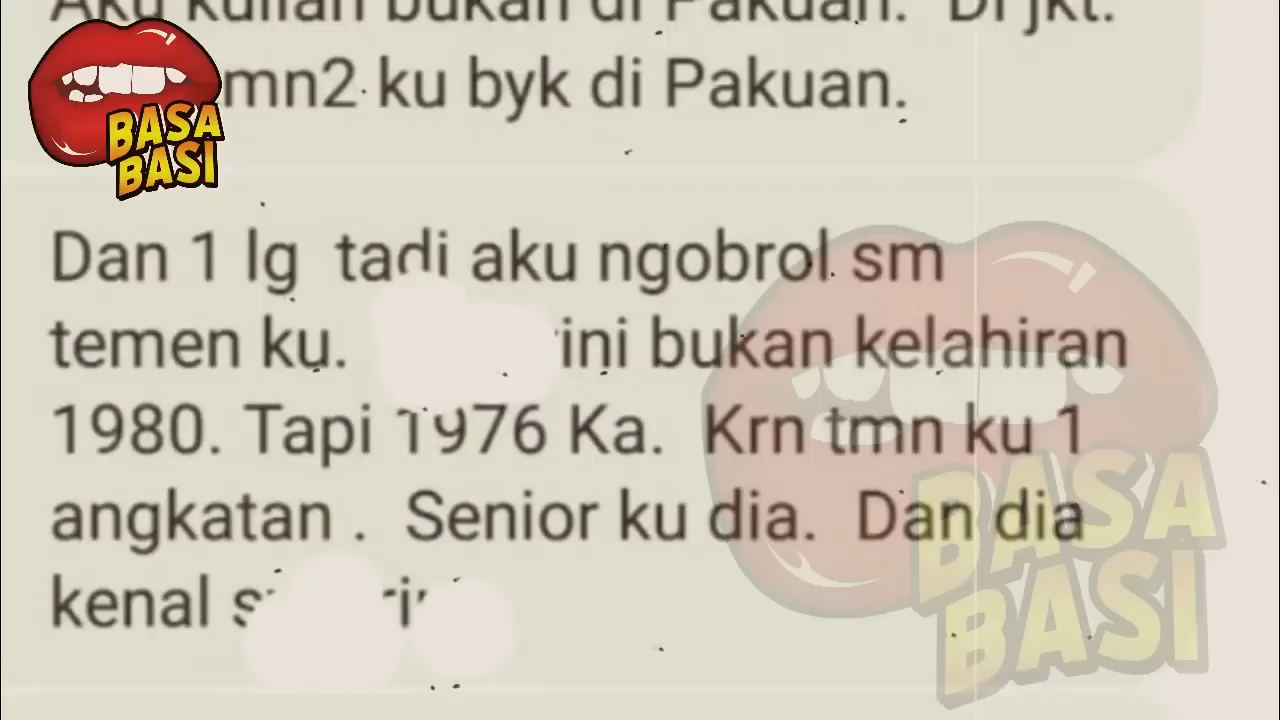 Aku kuliah bukan di Pakuan. Di jkt.
tmn2 ku byk di Pakuan.
BASA
BASI
Dan 1 lg tadi aku ngobrol sm
temen ku. ini bukan kelahiran
1980. Tapi 1976 Ka. Krn tmn ku 1
angkatan . Senior ku dia. Dan dia
kenal
BASA
BASI